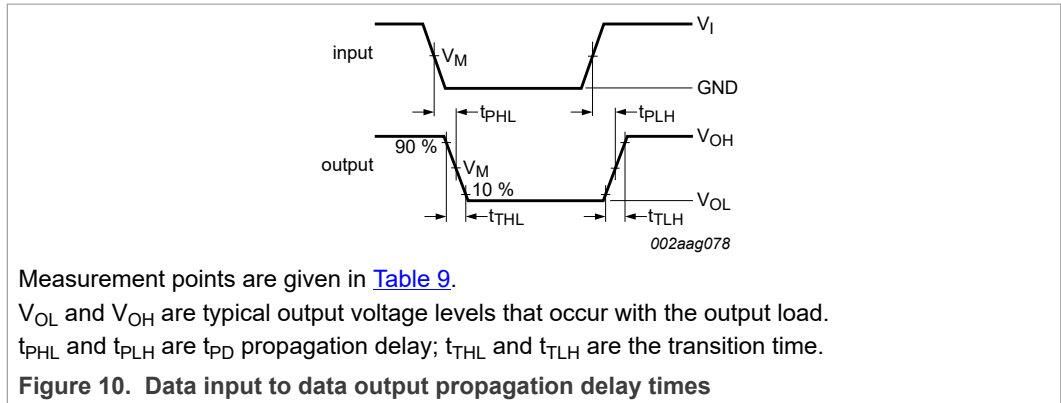 V_I
input
V_M
GND
t_PHL
t_PLH
V_OH
90 %
output
V_M
10 %
V_OL
t_THL
t_TLH
002aag078
Measurement points are given in Table 9.
V_OL and V_OH are typical output voltage levels that occur with the output load.
t_PHL and t_PLH are t_PD propagation delay; t_THL and t_TLH are the transition time.
Figure 10. Data input to data output propagation delay times